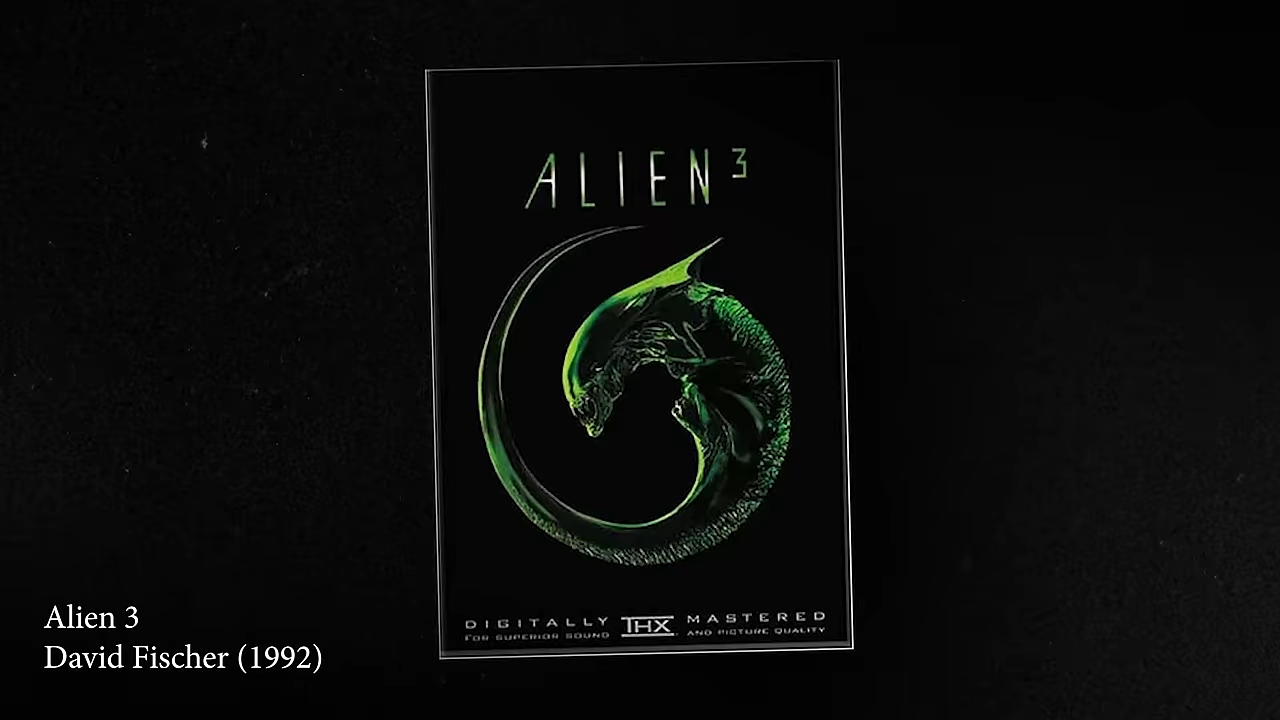 ALIEN³
DIGITALLY THX MASTERED
FOR SUPERIOR SOUND AND PICTURE QUALITY
Alien 3
David Fischer (1992)